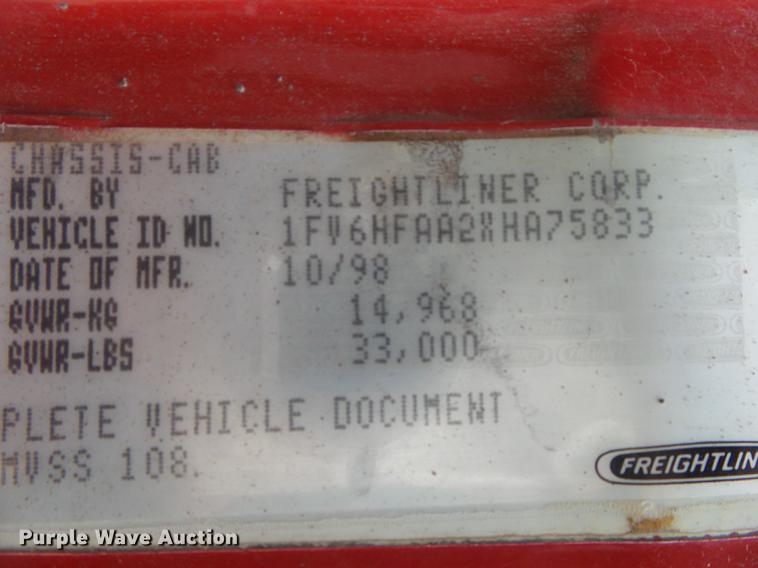 CHASSIS-CAB
MFD. BY FREIGHTLINER CORP.
VEHICLE ID NO. 1FV6HFAA2XHA75833
DATE OF MFR. 10/98
GVWR-KG 14,968
GVWR-LBS 33,000
PLETE VEHICLE DOCUMENT
MVSS 108.
FREIGHTLIN
Purple Wave Auction